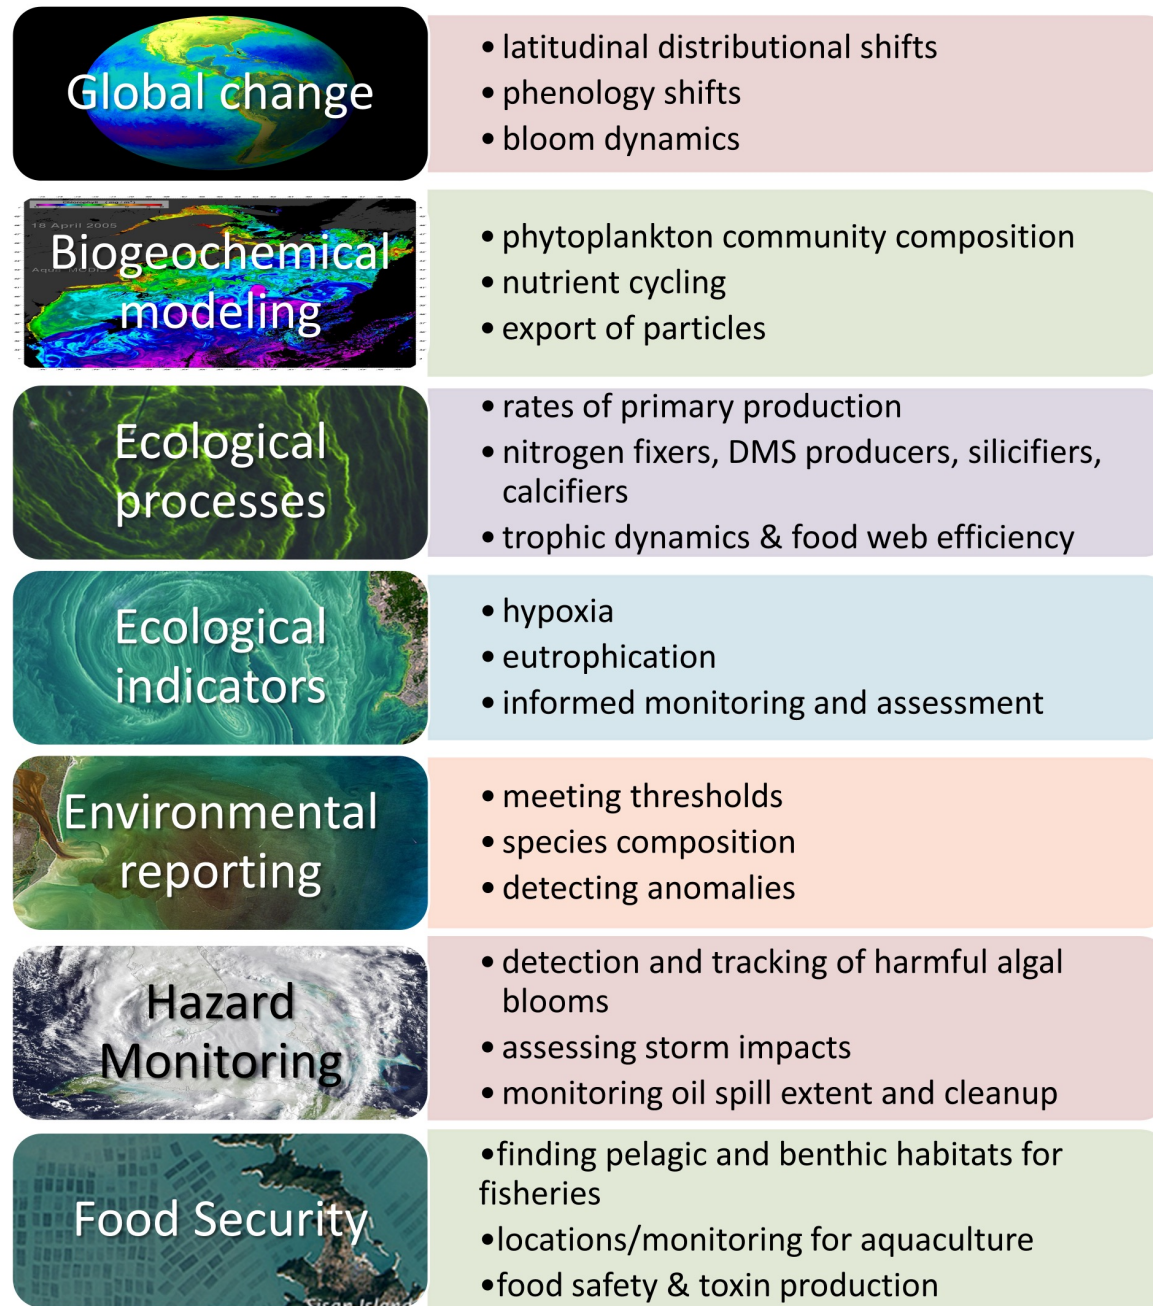 Global change
• latitudinal distributional shifts
• phenology shifts
• bloom dynamics
18 April 2005
Biogeochemical
modeling
• phytoplankton community composition
• nutrient cycling
• export of particles
Ecological
processes
• rates of primary production
• nitrogen fixers, DMS producers, silicifiers,
calcifiers
• trophic dynamics & food web efficiency
Ecological
indicators
• hypoxia
• eutrophication
• informed monitoring and assessment
Environmental
reporting
• meeting thresholds
• species composition
• detecting anomalies
Hazard
Monitoring
• detection and tracking of harmful algal
blooms
• assessing storm impacts
• monitoring oil spill extent and cleanup
Food Security
•finding pelagic and benthic habitats for
fisheries
•locations/monitoring for aquaculture
•food safety & toxin production